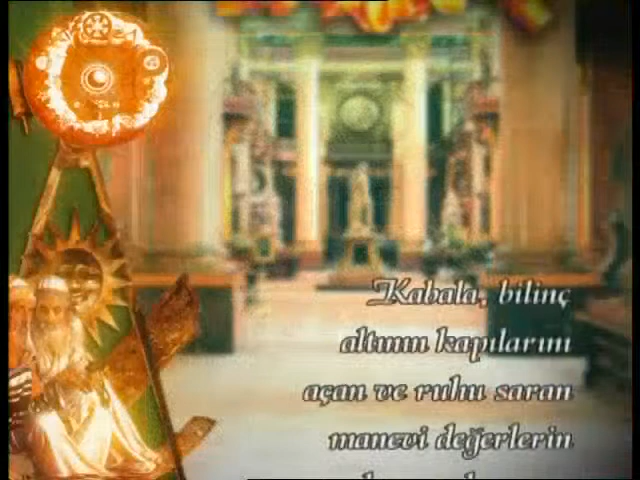 Kabala, bilinç
altının kapılarını
açan ve ruhu saran
manevi değerlerin